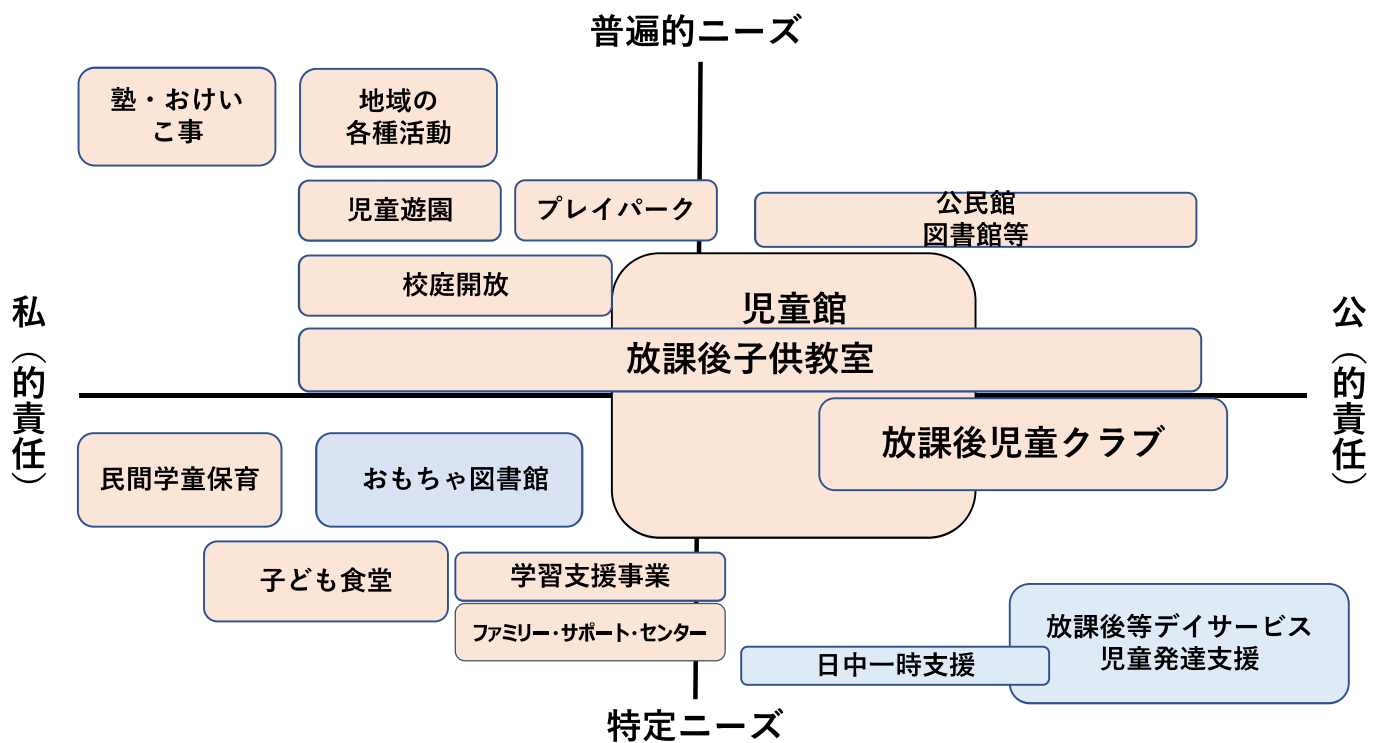 普遍的ニーズ
塾・おけい
こ事
地域の
各種活動
児童遊園
プレイパーク
公民館
図書館等
校庭開放
児童館
放課後子供教室
私（的責任）
公（的責任）
放課後児童クラブ
民間学童保育
おもちゃ図書館
子ども食堂
学習支援事業
ファミリー・サポート・センター
放課後等デイサービス
児童発達支援
日中一時支援
特定ニーズ